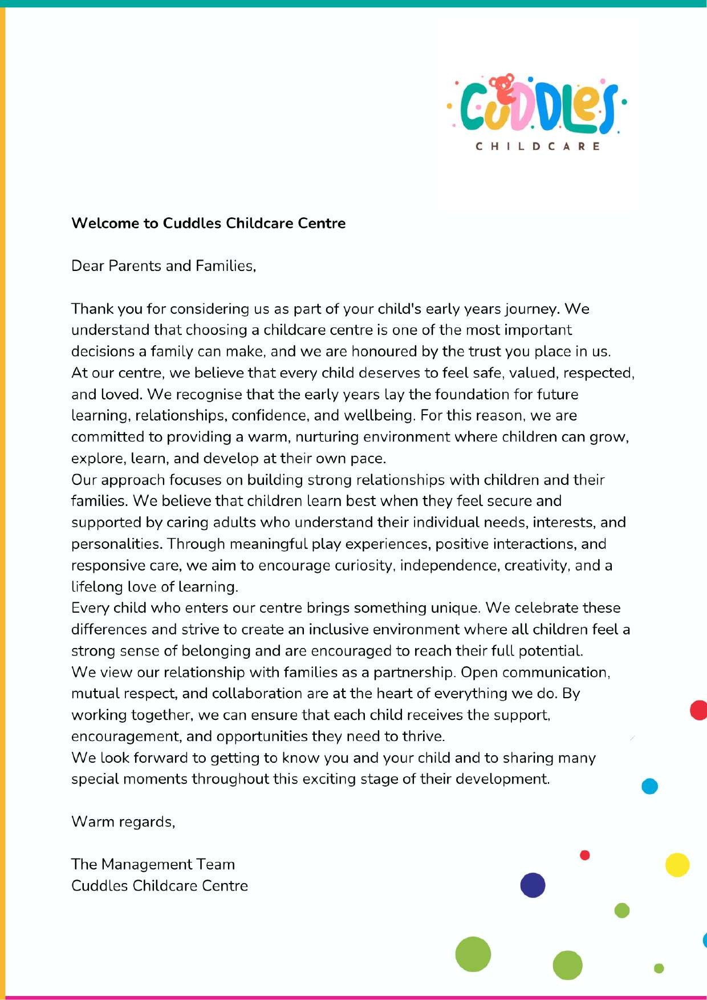 CUDDLES
CHILDCARE
Welcome to Cuddles Childcare Centre
Dear Parents and Families,
Thank you for considering us as part of your child's early years journey. We
understand that choosing a childcare centre is one of the most important
decisions a family can make, and we are honoured by the trust you place in us.
At our centre, we believe that every child deserves to feel safe, valued, respected,
and loved. We recognise that the early years lay the foundation for future
learning, relationships, confidence, and wellbeing. For this reason, we are
committed to providing a warm, nurturing environment where children can grow,
explore, learn, and develop at their own pace.
Our approach focuses on building strong relationships with children and their
families. We believe that children learn best when they feel secure and
supported by caring adults who understand their individual needs, interests, and
personalities. Through meaningful play experiences, positive interactions, and
responsive care, we aim to encourage curiosity, independence, creativity, and a
lifelong love of learning.
Every child who enters our centre brings something unique. We celebrate these
differences and strive to create an inclusive environment where all children feel a
strong sense of belonging and are encouraged to reach their full potential.
We view our relationship with families as a partnership. Open communication,
mutual respect, and collaboration are at the heart of everything we do. By
working together, we can ensure that each child receives the support,
encouragement, and opportunities they need to thrive.
We look forward to getting to know you and your child and to sharing many
special moments throughout this exciting stage of their development.
Warm regards,
The Management Team
Cuddles Childcare Centre